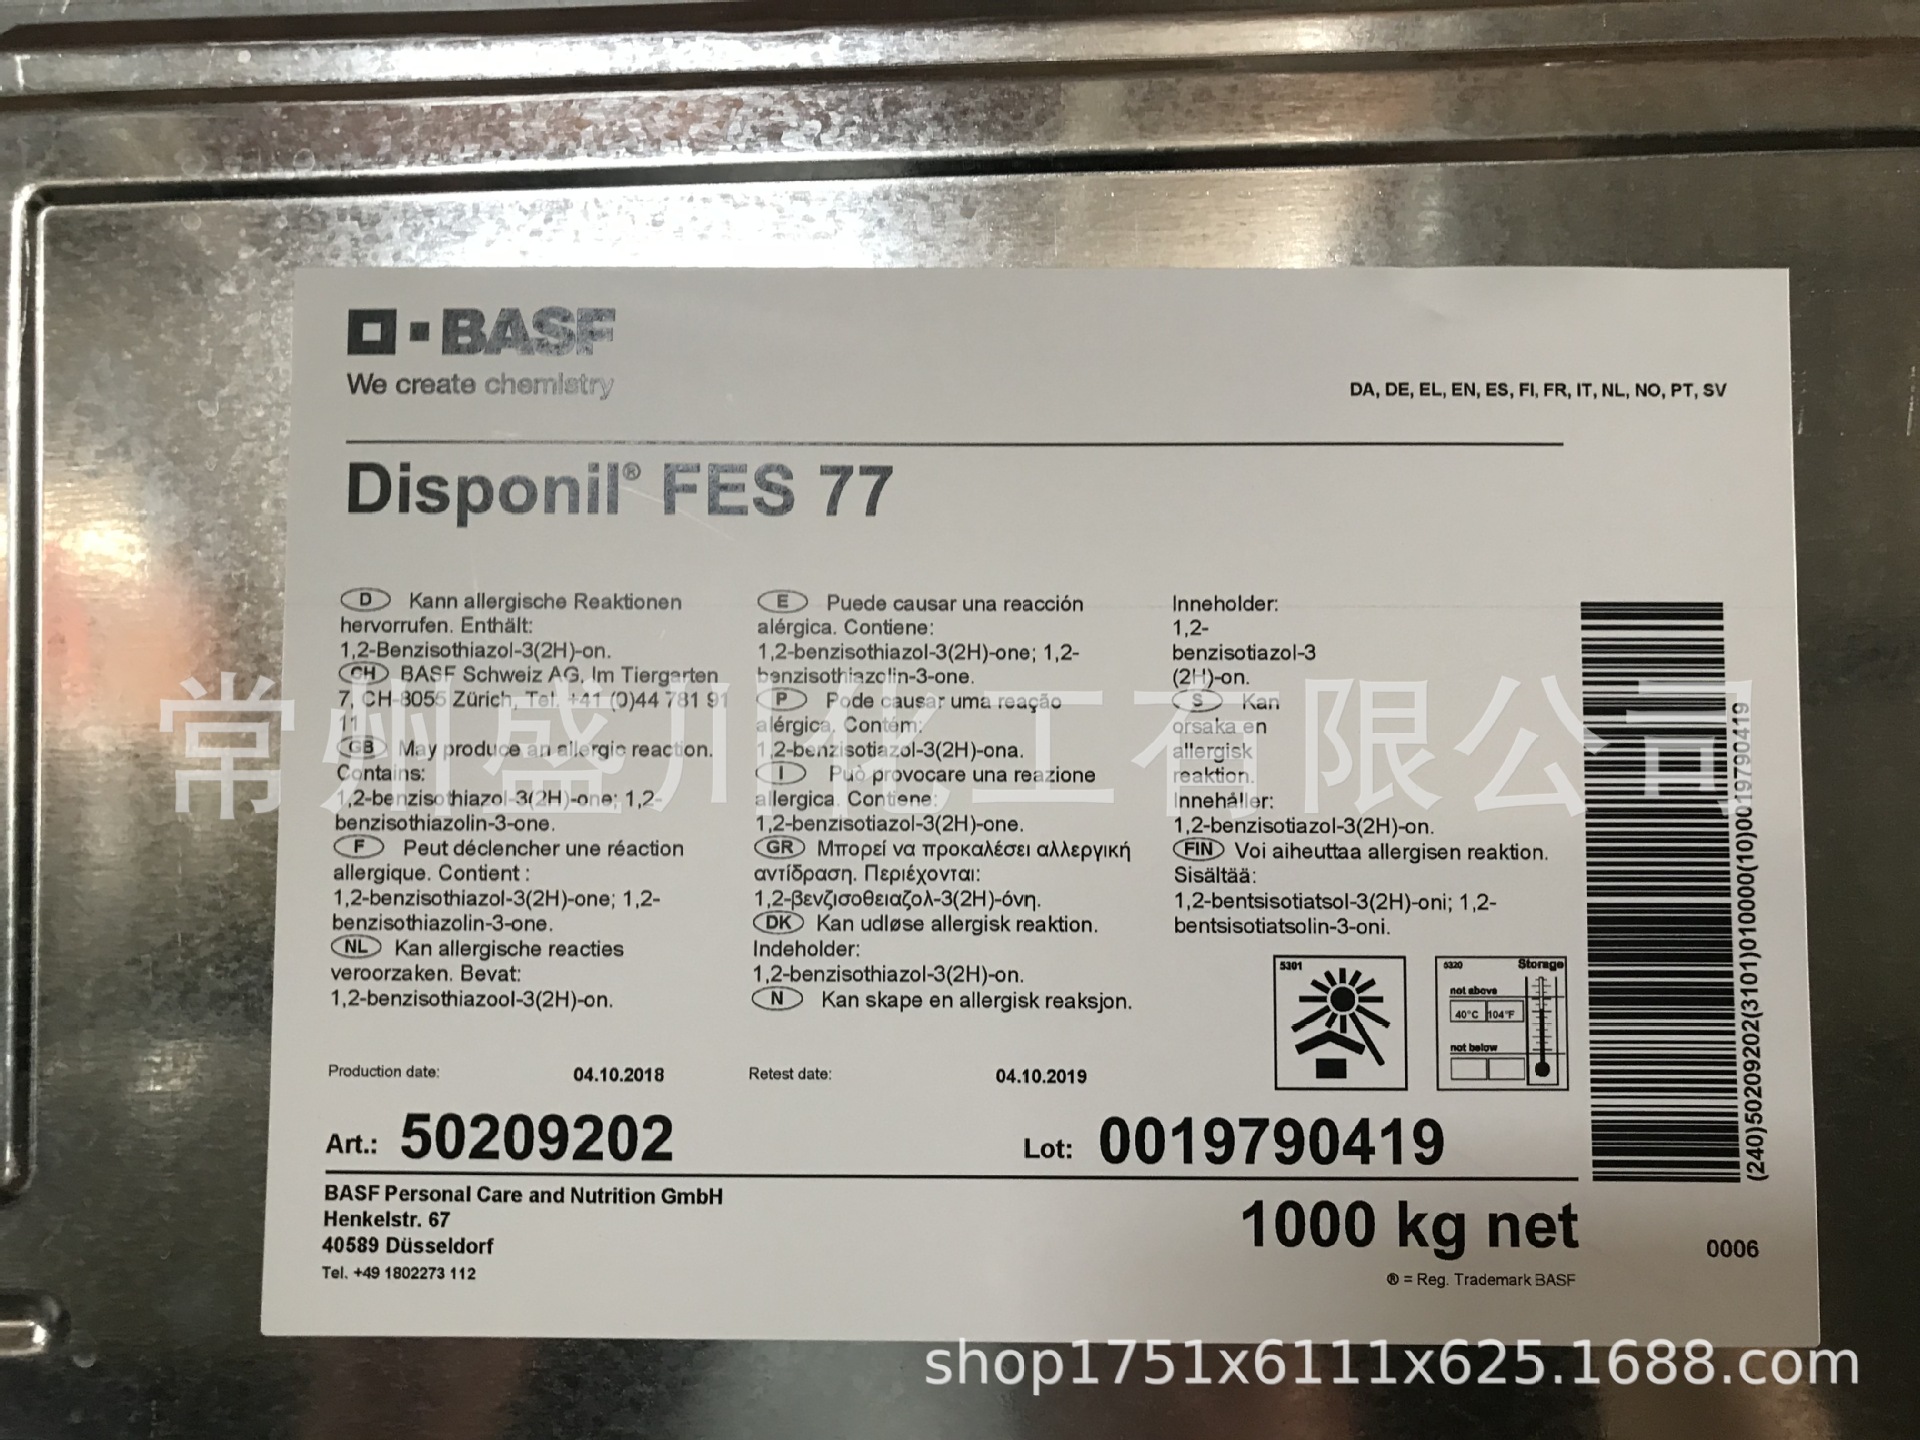 BASF
We create chemistry
DA, DE, EL, EN, ES, FI, FR, IT, NL, NO, PT, SV
Disponil® FES 77
D Kann allergische Reaktionen
hervorrufen. Enthält:
1,2-Benzisothiazol-3(2H)-on.
CH BASF Schweiz AG, Im Tiergarten
7, CH-8055 Zürich, Tel. +41 (0)44 781 91
11
GB May produce an allergic reaction.
Contains:
1,2-benzisothiazol-3(2H)-one; 1,2-
benzisothiazolin-3-one.
F Peut déclencher une réaction
allergique. Contient :
1,2-benzisothiazol-3(2H)-one; 1,2-
benzisothiazolin-3-one.
NL Kan allergische reacties
veroorzaken. Bevat:
1,2-benzisothiazool-3(2H)-on.
E Puede causar una reacción
alérgica. Contiene:
1,2-benzisothiazol-3(2H)-one; 1,2-
benzisothiazolin-3-one.
P Pode causar uma reação
alérgica. Contém:
1,2-benzisotiazol-3(2H)-ona.
I Può provocare una reazione
allergica. Contiene:
1,2-benzisotiazol-3(2H)-one.
GR Μπορεί να προκαλέσει αλλεργική
αντίδραση. Περιέχονται:
1,2-βενζισοθειαζολ-3(2H)-όνη.
DK Kan udløse allergisk reaktion.
Indeholder:
1,2-benzisothiazol-3(2H)-on.
N Kan skape en allergisk reaksjon.
Inneholder:
1,2-
benzisotiazol-3
(2H)-on.
S Kan
orsaka en
allergisk
reaktion.
Innehåller:
1,2-benzisotiazol-3(2H)-on.
FIN Voi aiheuttaa allergisen reaktion.
Sisältää:
1,2-bentsisotiatsol-3(2H)-oni; 1,2-
bentsisotiatsolin-3-oni.
5301
5320 Storage
not above
40°C 104°F
not below
(240)50209202(3101)010000(10)0019790419
Production date: 04.10.2018 Retest date: 04.10.2019
Art.: 50209202 Lot: 0019790419
BASF Personal Care and Nutrition GmbH
Henkelstr. 67
40589 Düsseldorf
Tel. +49 1802273 112
1000 kg net
0006
® = Reg. Trademark BASF
常州盛川化工有限公司
shop1751x6111x625.1688.com